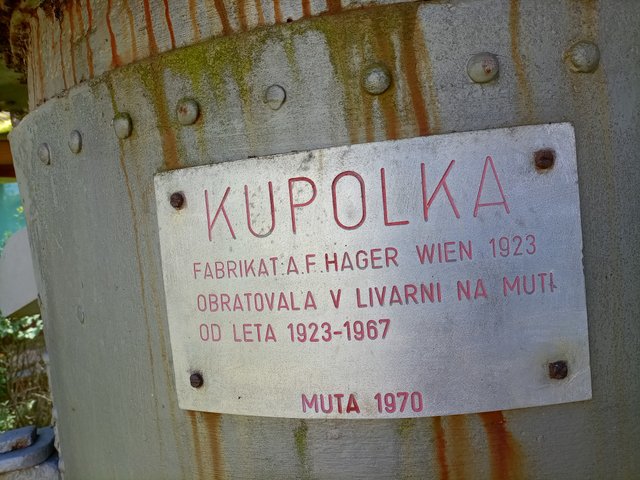 KUPOLKA
FABRIKAT:A.F.HAGER WIEN 1923
OBRATOVALA V LIVARNI NA MUTI
OD LETA 1923-1967
MUTA 1970